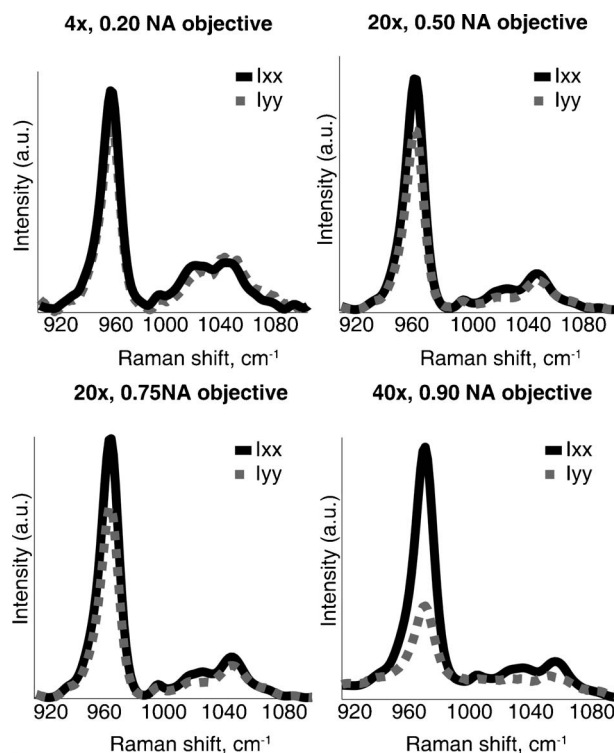 4x, 0.20 NA objective
Ixx
Iyy
Intensity (a.u.)
920 960 1000 1040 1080
Raman shift, cm⁻¹
20x, 0.50 NA objective
Ixx
Iyy
Intensity (a.u.)
920 960 1000 1040 1080
Raman shift, cm⁻¹
20x, 0.75NA objective
Ixx
Iyy
Intensity (a.u.)
920 960 1000 1040 1080
Raman shift, cm⁻¹
40x, 0.90 NA objective
Ixx
Iyy
Intensity (a.u.)
920 960 1000 1040 1080
Raman shift, cm⁻¹